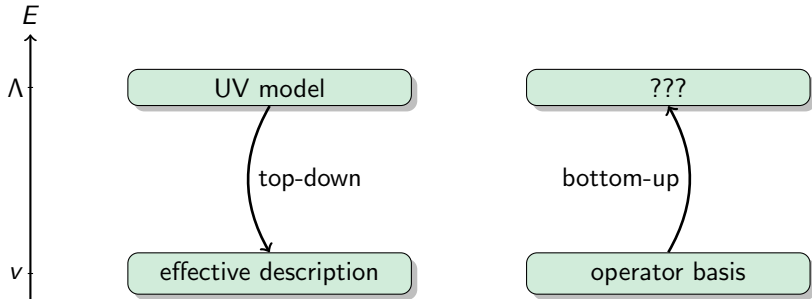 E
Λ
UV model
???
top-down
bottom-up
v
effective description
operator basis